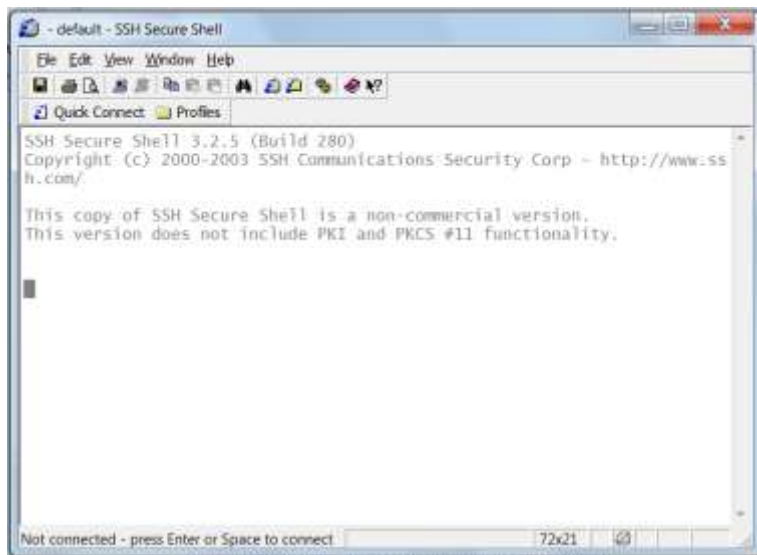 - default - SSH Secure Shell
File Edit View Window Help
Quick Connect Profiles
SSH Secure Shell 3.2.5 (Build 280)
Copyright (c) 2000-2003 SSH Communications Security Corp - http://www.ss
h.com/
This copy of SSH Secure Shell is a non-commercial version.
This version does not include PKI and PKCS #11 functionality.
Not connected - press Enter or Space to connect 72x21